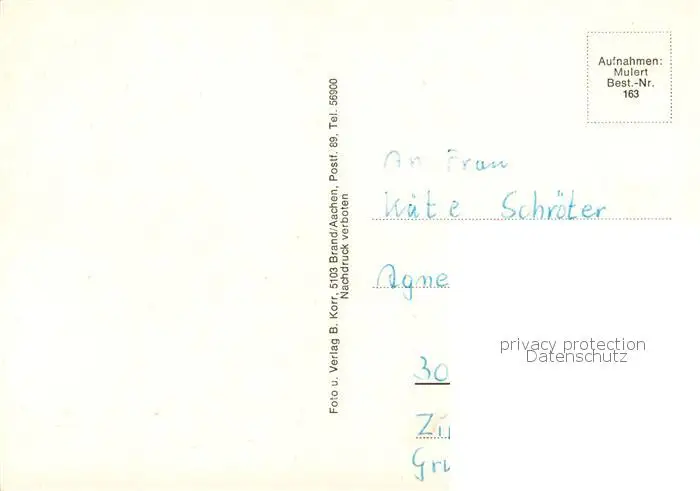 Aufnahmen:
Mulert
Best.-Nr.
163
Foto u. Verlag B. Korr, 5103 Brand/Aachen, Postf. 89, Tel. 56900
Nachdruck verboten
An Frau
Käte Schröter
Agne
30
Gru
privacy protection
Datenschutz